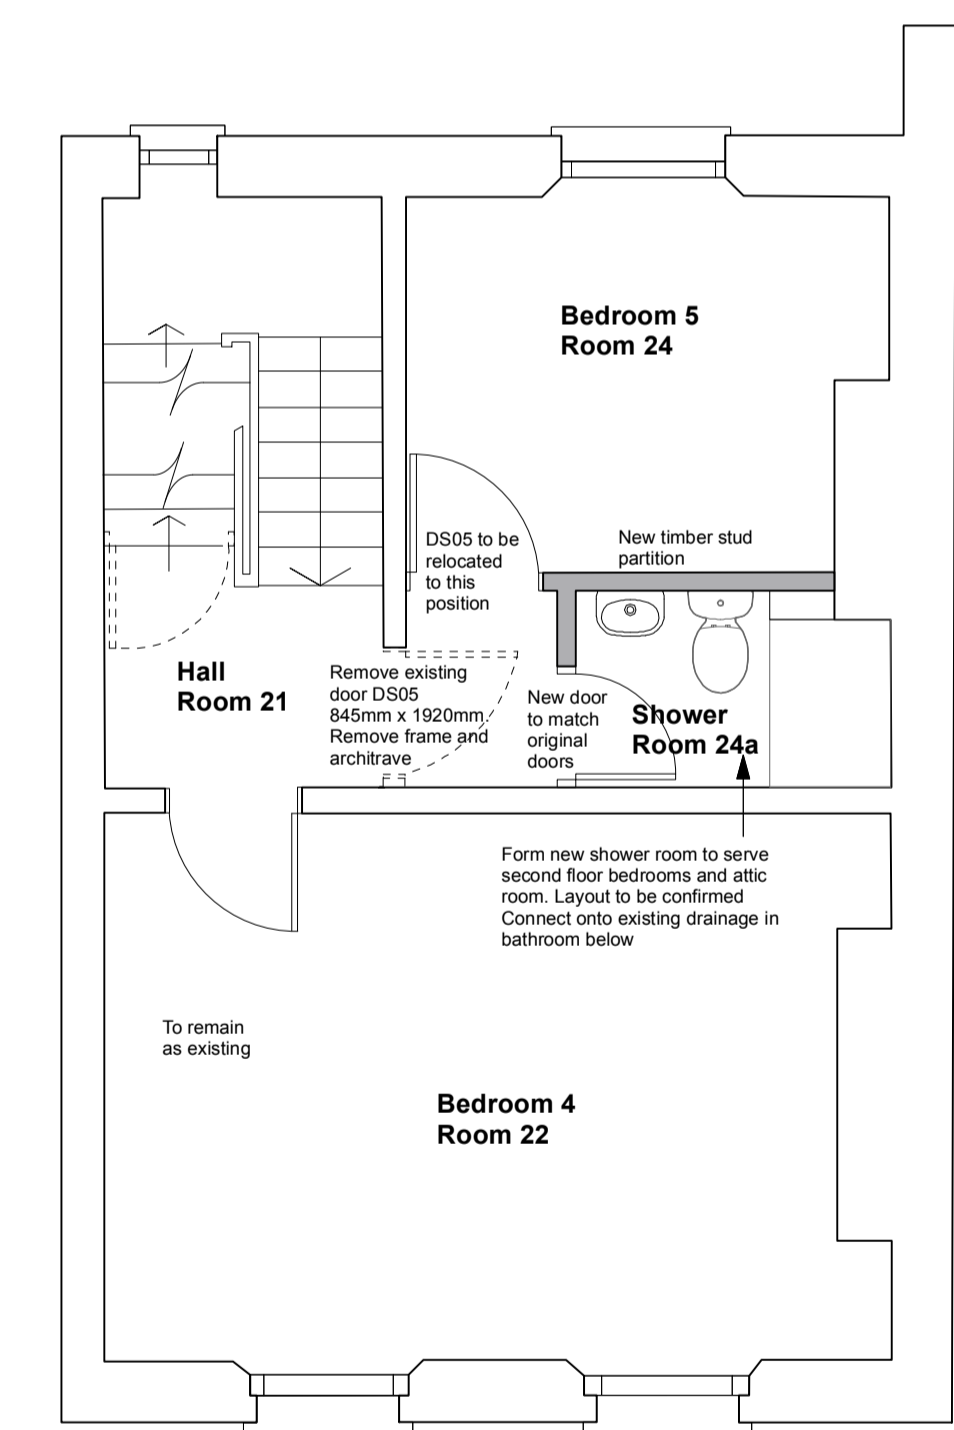 Bedroom 5
Room 24
DS05 to be
relocated
to this
position
New timber stud
partition
Hall
Room 21
Remove existing
door DS05
845mm x 1920mm.
Remove frame and
architrave
New door
to match
original
doors
Shower
Room 24a
Form new shower room to serve
second floor bedrooms and attic
room. Layout to be confirmed
Connect onto existing drainage in
bathroom below
To remain
as existing
Bedroom 4
Room 22